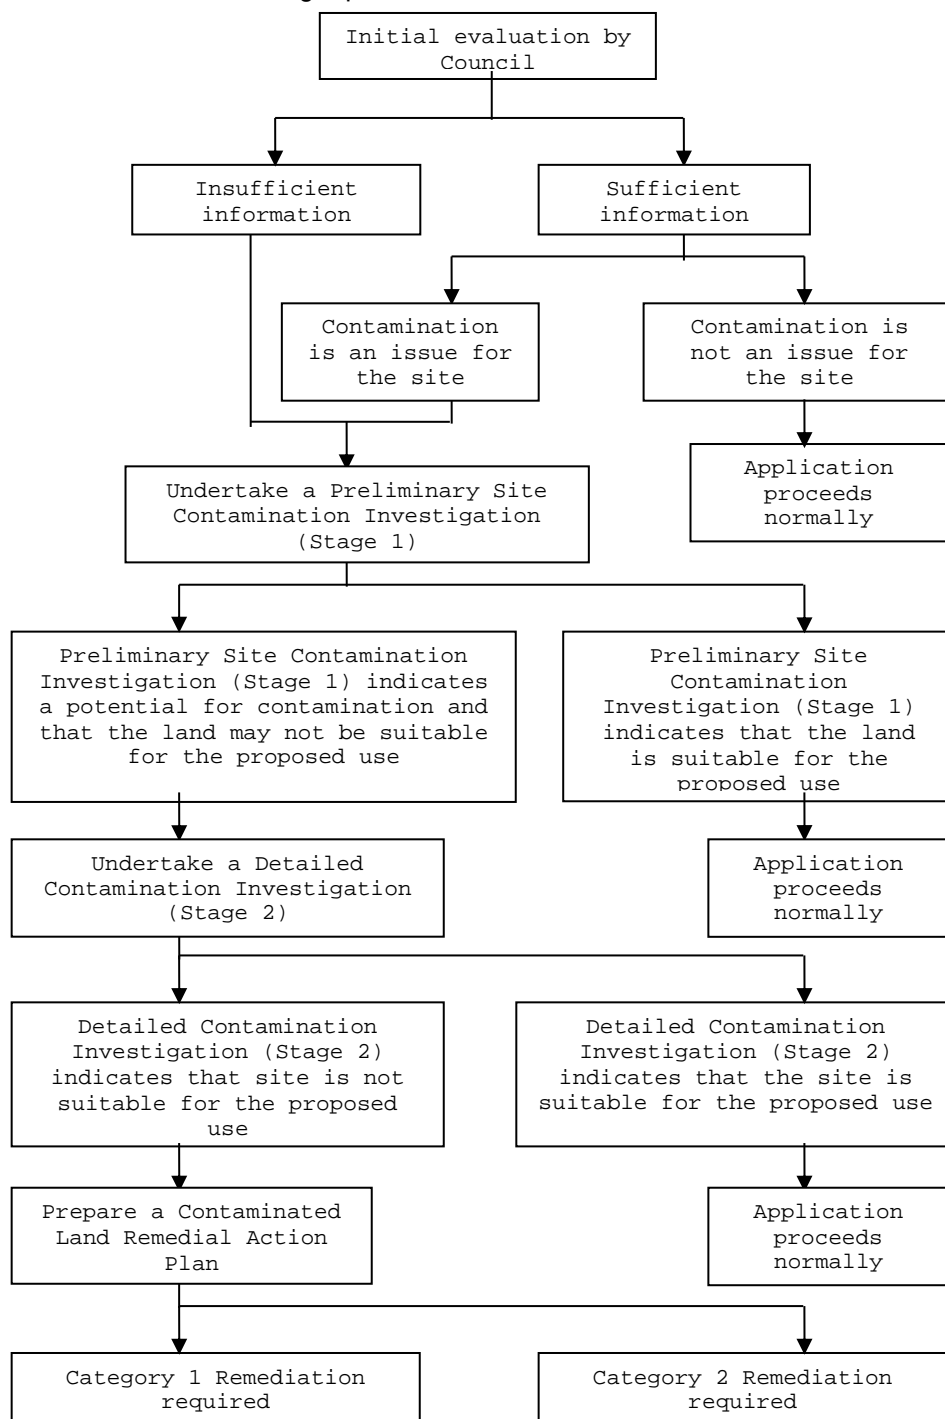 Initial evaluation by
Council
Insufficient
information
Sufficient
information
Contamination
is an issue for
the site
Contamination is
not an issue for
the site
Application
proceeds
normally
Undertake a Preliminary Site
Contamination Investigation
(Stage 1)
Preliminary Site Contamination
Investigation (Stage 1) indicates
a potential for contamination and
that the land may not be suitable
for the proposed use
Preliminary Site
Contamination
Investigation (Stage 1)
indicates that the land
is suitable for the
proposed use
Undertake a Detailed
Contamination Investigation
(Stage 2)
Application
proceeds
normally
Detailed Contamination
Investigation (Stage 2)
indicates that site is not
suitable for the proposed
use
Detailed Contamination
Investigation (Stage 2)
indicates that the site is
suitable for the proposed use
Prepare a Contaminated
Land Remedial Action
Plan
Application
proceeds
normally
Category 1 Remediation
required
Category 2 Remediation
required